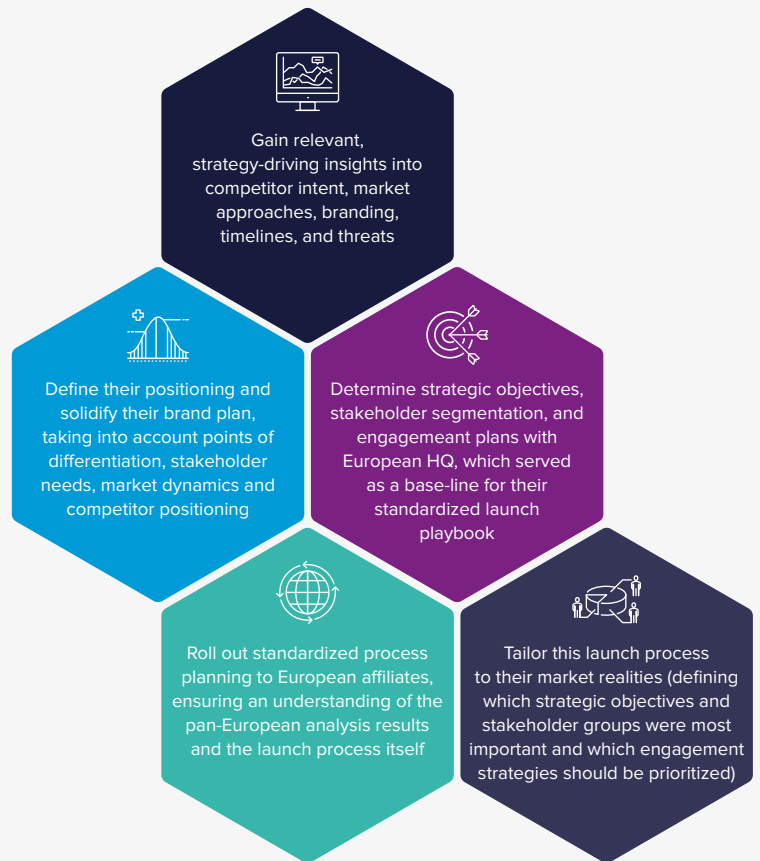 Gain relevant,
strategy-driving insights into
competitor intent, market
approaches, branding,
timelines, and threats
Define their positioning and
solidify their brand plan,
taking into account points of
differentiation, stakeholder
needs, market dynamics and
competitor positioning
Determine strategic objectives,
stakeholder segmentation, and
engagemeant plans with
European HQ, which served
as a base-line for their
standardized launch
playbook
Roll out standardized process
planning to European affiliates,
ensuring an understanding of the
pan-European analysis results
and the launch process itself
Tailor this launch process
to their market realities (defining
which strategic objectives and
stakeholder groups were most
important and which engagement
strategies should be prioritized)